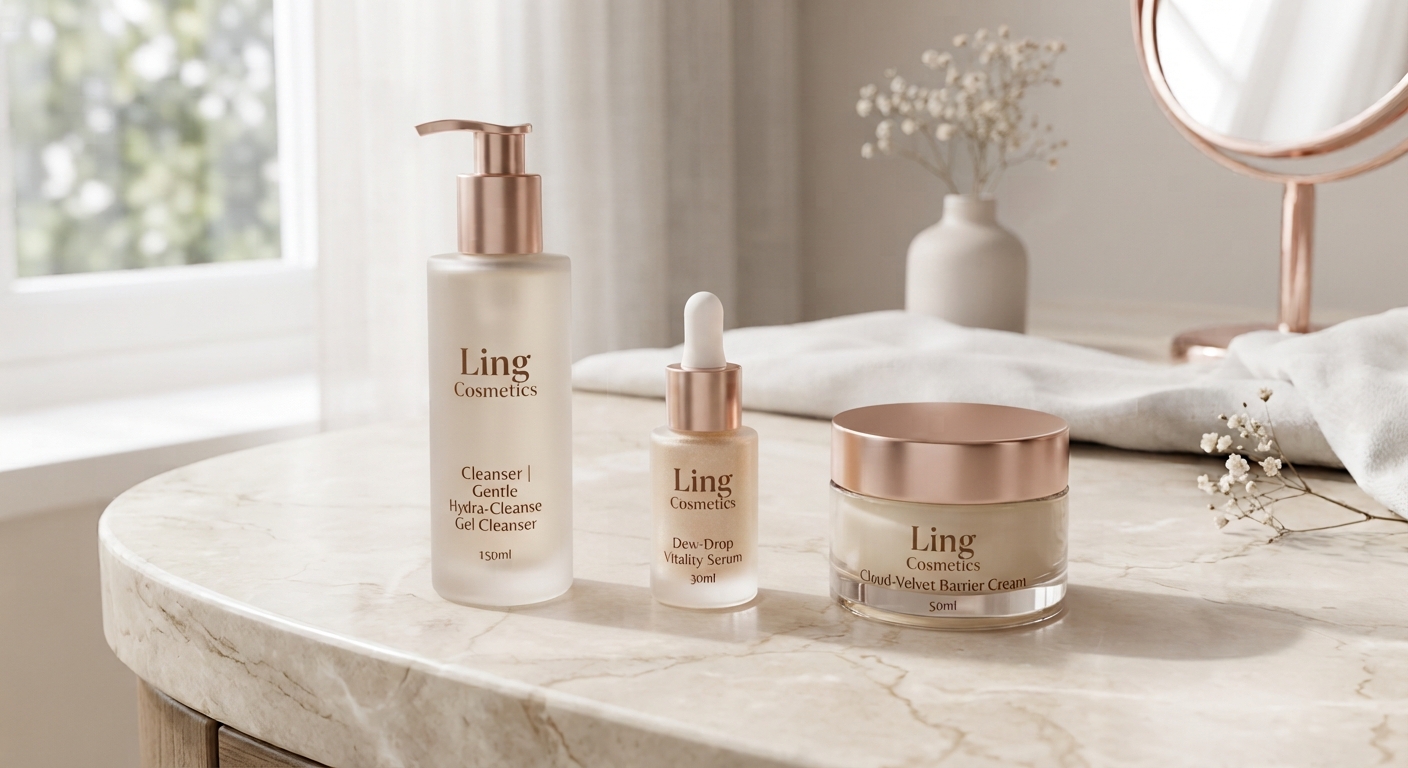 Ling
Cosmetics
Cleanser |
Gentle
Hydra-Cleanse
Gel Cleanser
150ml
Ling
Cosmetics
Dew-Drop
Vitality Serum
30ml
Ling
Cosmetics
Cloud-Velvet Barrier Cream
50ml